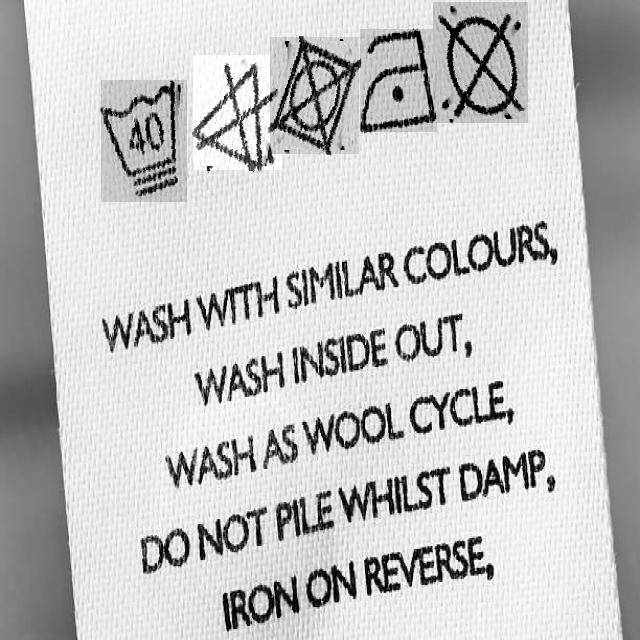 40
WASH WITH SIMILAR COLOURS,
WASH INSIDE OUT,
WASH AS WOOL CYCLE,
DO NOT PILE WHILST DAMP,
IRON ON REVERSE,